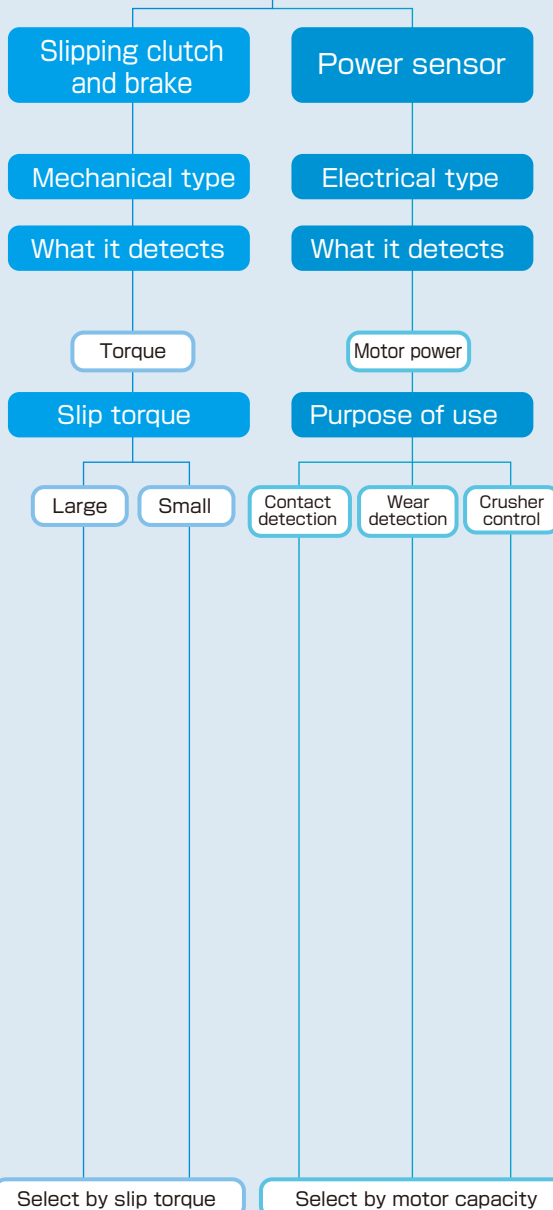 Slipping clutch
and brake
Power sensor
Mechanical type
Electrical type
What it detects
What it detects
Torque
Motor power
Slip torque
Purpose of use
Large
Small
Contact
detection
Wear
detection
Crusher
control
Select by slip torque
Select by motor capacity